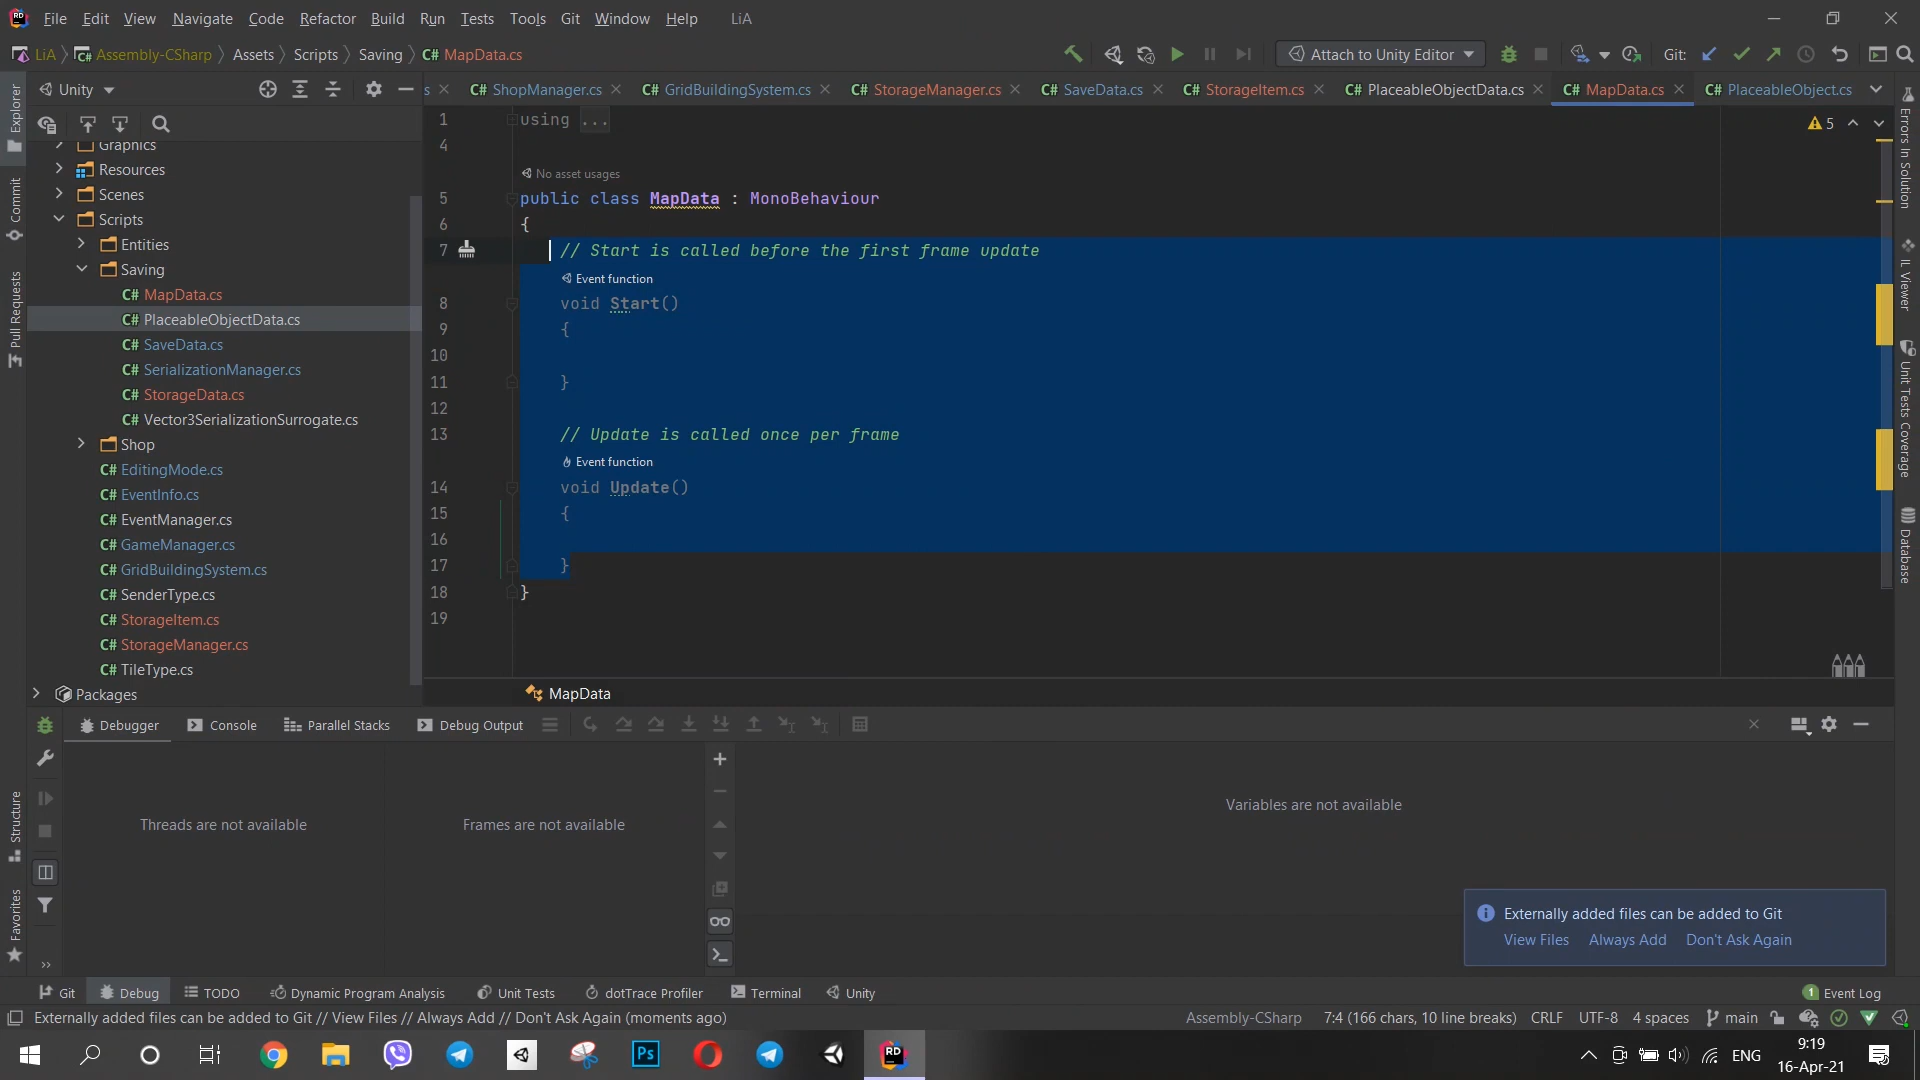 File Edit View Navigate Code Refactor Build Run Tests Tools Git Window Help LiA
LiA Assembly-CSharp Assets Scripts Saving C# MapData.cs
Attach to Unity Editor
Git:
Unity
s C# ShopManager.cs C# GridBuildingSystem.cs C# StorageManager.cs C# SaveData.cs C# StorageItem.cs C# PlaceableObjectData.cs C# MapData.cs C# PlaceableObject.cs
Explorer
Commit
Pull Requests
Structure
Favorites
Graphics
Resources
Scenes
Scripts
Entities
Saving
C# MapData.cs
C# PlaceableObjectData.cs
C# SaveData.cs
C# SerializationManager.cs
C# StorageData.cs
C# Vector3SerializationSurrogate.cs
Shop
C# EditingMode.cs
C# EventInfo.cs
C# EventManager.cs
C# GameManager.cs
C# GridBuildingSystem.cs
C# SenderType.cs
C# StorageItem.cs
C# StorageManager.cs
C# TileType.cs
Packages
1 using ...
4
No asset usages
5 public class MapData : MonoBehaviour
6 {
7 // Start is called before the first frame update
Event function
8 void Start()
9 {
10
11 }
12
13 // Update is called once per frame
Event function
14 void Update()
15 {
16
17 }
18 }
19
5
Errors In Solution
IL Viewer
Unit Tests Coverage
Database
MapData
Debugger Console Parallel Stacks Debug Output
Threads are not available
Frames are not available
Variables are not available
Externally added files can be added to Git
View Files Always Add Don't Ask Again
Git Debug TODO Dynamic Program Analysis Unit Tests dotTrace Profiler Terminal Unity
1 Event Log
Externally added files can be added to Git // View Files // Always Add // Don't Ask Again (moments ago)
Assembly-CSharp 7:4 (166 chars, 10 line breaks) CRLF UTF-8 4 spaces main
Ps
RD
ENG
9:19
16-Apr-21